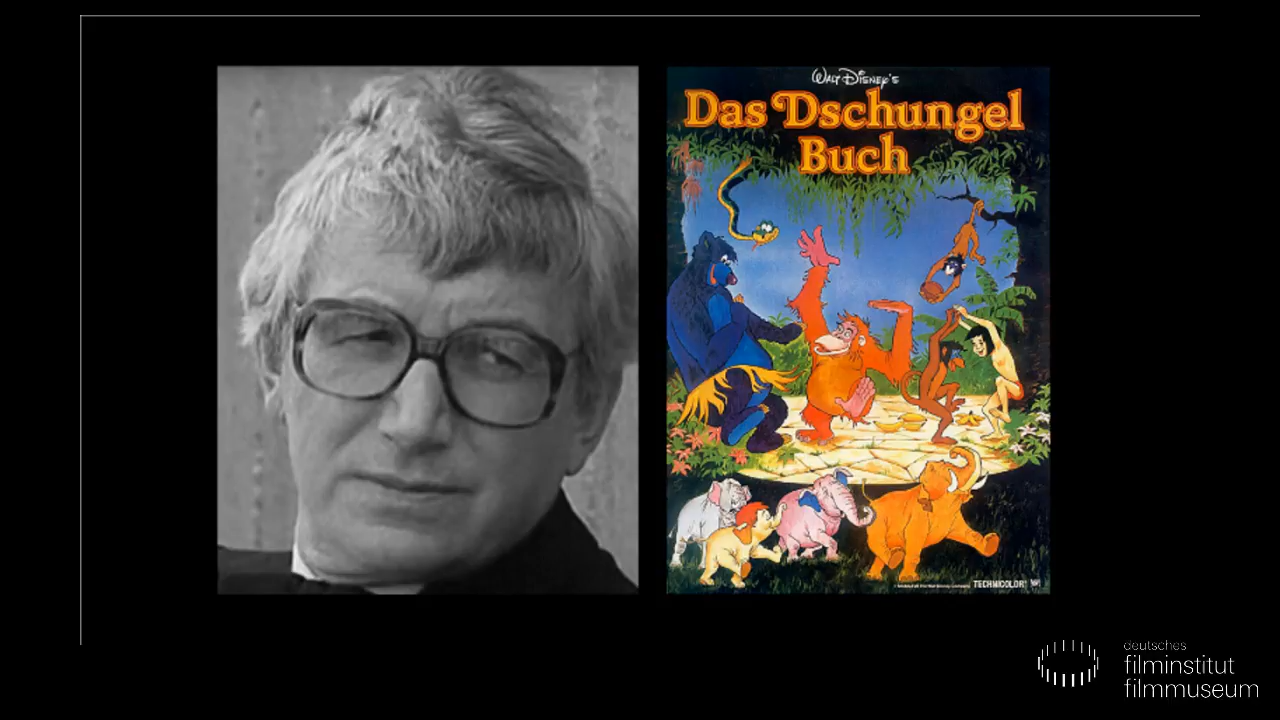 WALT DISNEY'S
Das Dschungel
Buch
TECHNICOLOR®
deutsches
filminstitut
filmmuseum